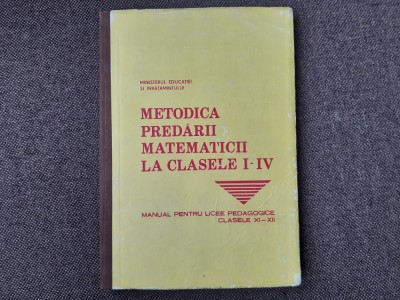 MINISTERUL EDUCAȚIEI
ȘI ÎNVĂȚĂMÎNTULUI
METODICA
PREDĂRII
MATEMATICII
LA CLASELE I-IV
MANUAL PENTRU LICEE PEDAGOGICE
CLASELE XI-XII